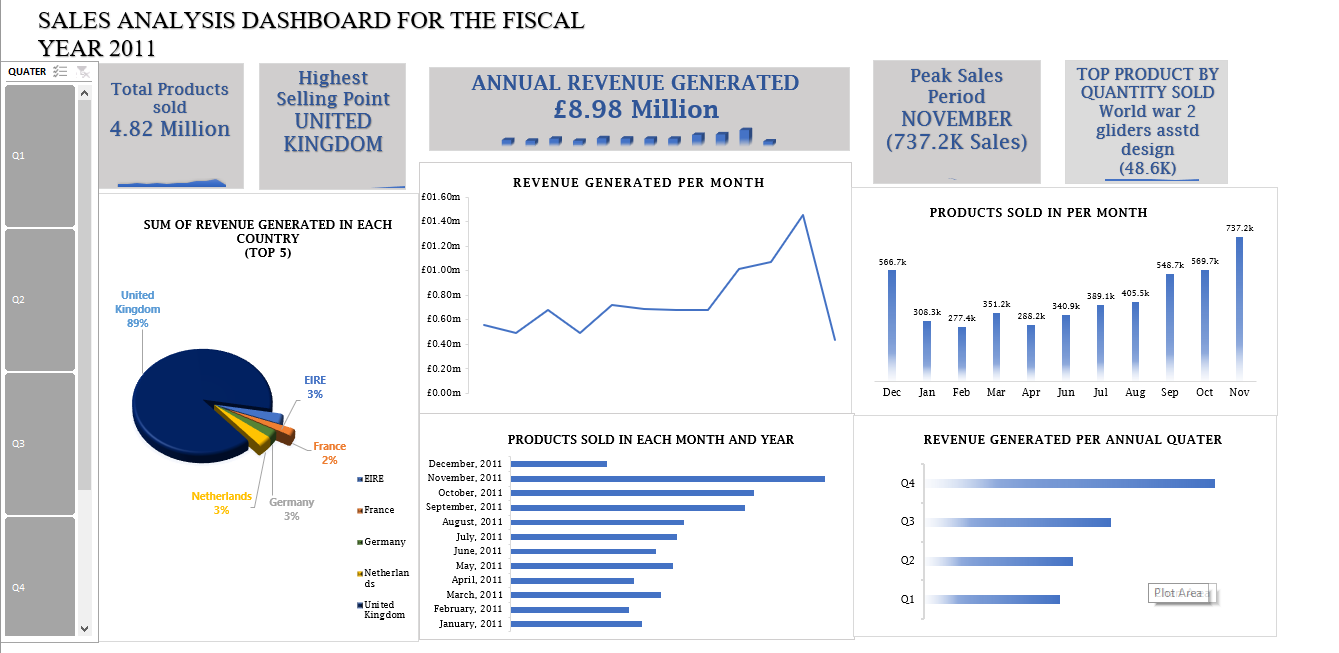 SALES ANALYSIS DASHBOARD FOR THE FISCAL
YEAR 2011
QUATER
Q1
Q2
Q3
Q4
Total Products
sold
4.82 Million
Highest
Selling Point
UNITED
KINGDOM
ANNUAL REVENUE GENERATED
£8.98 Million
Peak Sales
Period
NOVEMBER
(737.2K Sales)
TOP PRODUCT BY
QUANTITY SOLD
World war 2
gliders asstd
design
(48.6K)
SUM OF REVENUE GENERATED IN EACH
COUNTRY
(TOP 5)
United
Kingdom
89%
EIRE
3%
France
2%
Germany
3%
Netherlands
3%
EIRE
France
Germany
Netherlan
ds
United
Kingdom
REVENUE GENERATED PER MONTH
£01.60m
£01.40m
£01.20m
£01.00m
£0.80m
£0.60m
£0.40m
£0.20m
£0.00m
PRODUCTS SOLD IN PER MONTH
566.7k
308.3k
277.4k
351.2k
288.2k
340.9k
389.1k
405.5k
548.7k
569.7k
737.2k
Dec Jan Feb Mar Apr Jun Jul Aug Sep Oct Nov
PRODUCTS SOLD IN EACH MONTH AND YEAR
December, 2011
November, 2011
October, 2011
September, 2011
August, 2011
July, 2011
June, 2011
May, 2011
April, 2011
March, 2011
February, 2011
January, 2011
REVENUE GENERATED PER ANNUAL QUATER
Q4
Q3
Q2
Q1
Plot Area